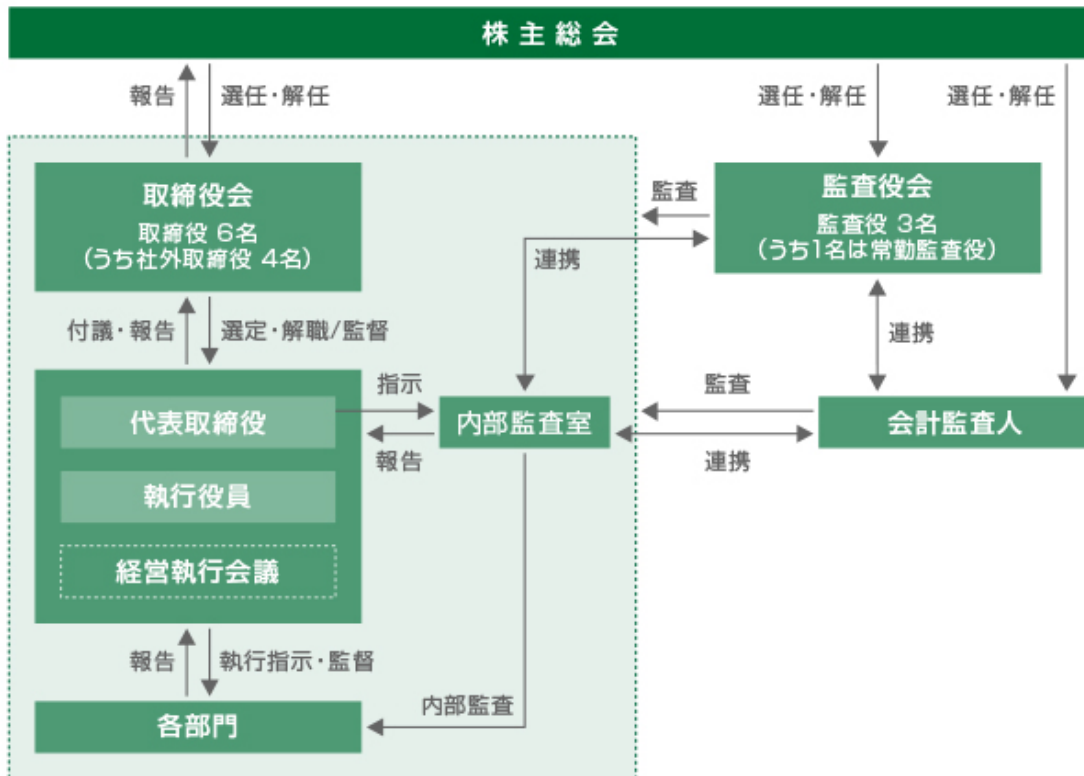 株主総会
報告
選任・解任
選任・解任
選任・解任
取締役会
取締役 6名
(うち社外取締役 4名)
監査
監査役会
監査役 3名
(うち1名は常勤監査役)
連携
付議・報告
選定・解職/監督
連携
指示
監査
代表取締役
内部監査室
会計監査人
報告
連携
執行役員
経営執行会議
報告
執行指示・監督
内部監査
各部門